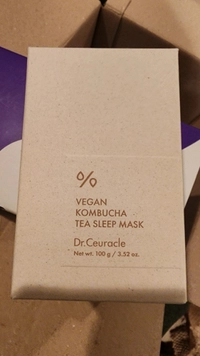 %
VEGAN
KOMBUCHA
TEA SLEEP MASK
Dr.Ceuracle
Net wt. 100 g / 3.52 oz.